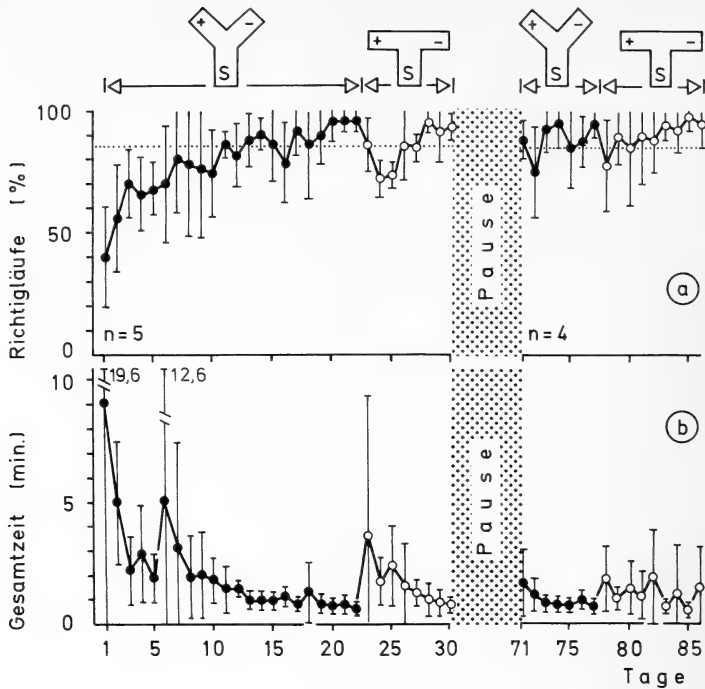 + -
S
+ -
S
+ -
S
+ -
S
Richtigläufe [%]
100
50
0
n=5
Pause
n=4
a
Gesamtzeit (min.)
10
5
0
19,6
12,6
Pause
b
1 5 10 15 20 25 30 71 75 80 85
Tage